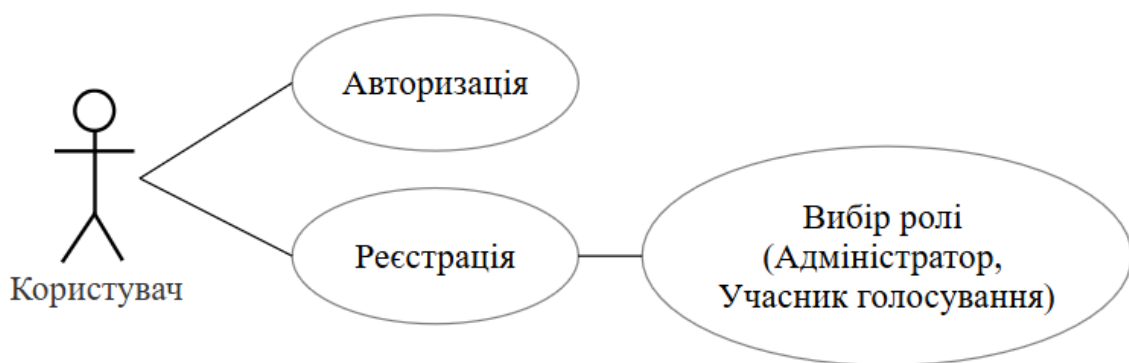 Авторизація
Користувач
Реєстрація
Вибір ролі
(Адміністратор,
Учасник голосування)